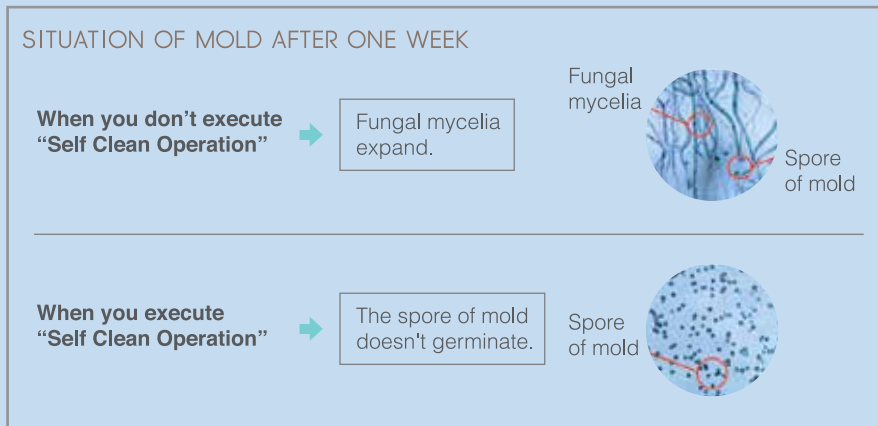 SITUATION OF MOLD AFTER ONE WEEK
When you don't execute
“Self Clean Operation”
Fungal mycelia
expand.
Fungal
mycelia
Spore
of mold
When you execute
“Self Clean Operation”
The spore of mold
doesn't germinate.
Spore
of mold